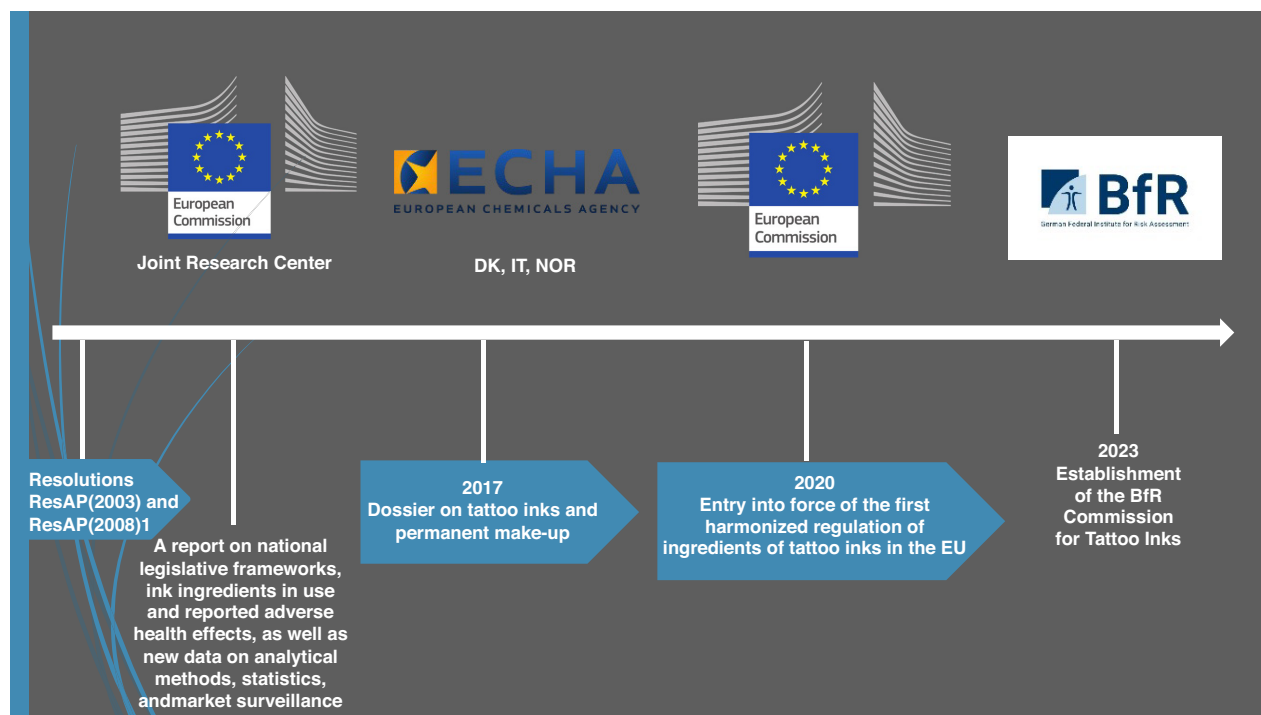 European
Commission
Joint Research Center
ECHA
EUROPEAN CHEMICALS AGENCY
DK, IT, NOR
European
Commission
BfR
German Federal Institute for Risk Assessment
Resolutions
ResAP(2003) and
ResAP(2008)1
A report on national
legislative frameworks,
ink ingredients in use
and reported adverse
health effects, as well as
new data on analytical
methods, statistics,
andmarket surveillance
2017
Dossier on tattoo inks and
permanent make-up
2020
Entry into force of the first
harmonized regulation of
ingredients of tattoo inks in the EU
2023
Establishment
of the BfR
Commission
for Tattoo Inks